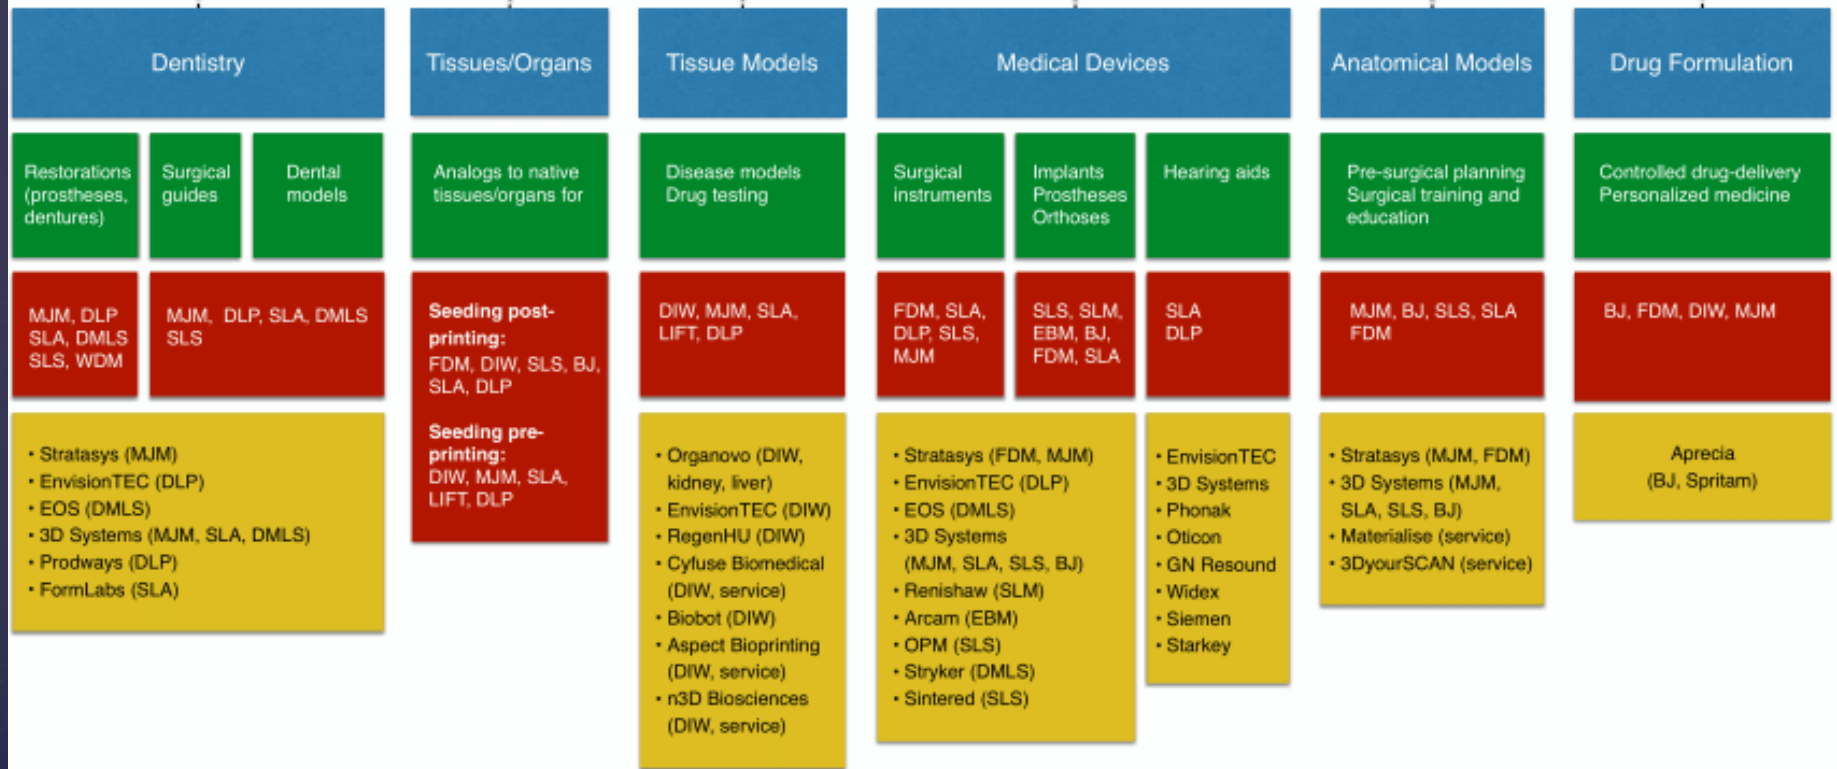 Dentistry
Tissues/Organs
Tissue Models
Medical Devices
Anatomical Models
Drug Formulation
Restorations
(prostheses,
dentures)
Surgical
guides
Dental
models
Analogs to native
tissues/organs for
Disease models
Drug testing
Surgical
instruments
Implants
Prostheses
Orthoses
Hearing aids
Pre-surgical planning
Surgical training and
education
Controlled drug-delivery
Personalized medicine
MJM, DLP
SLA, DMLS
SLS, WDM
MJM, DLP, SLA, DMLS
SLS
Seeding post-
printing:
FDM, DIW, SLS, BJ,
SLA, DLP
Seeding pre-
printing:
DIW, MJM, SLA,
LIFT, DLP
DIW, MJM, SLA,
LIFT, DLP
FDM, SLA,
DLP, SLS,
MJM
SLS, SLM,
EBM, BJ,
FDM, SLA
SLA
DLP
MJM, BJ, SLS, SLA
FDM
BJ, FDM, DIW, MJM
• Stratasys (MJM)
• EnvisionTEC (DLP)
• EOS (DMLS)
• 3D Systems (MJM, SLA, DMLS)
• Prodways (DLP)
• FormLabs (SLA)
• Organovo (DIW,
kidney, liver)
• EnvisionTEC (DIW)
• RegenHU (DIW)
• Cyfuse Biomedical
(DIW, service)
• Biobot (DIW)
• Aspect Bioprinting
(DIW, service)
• n3D Biosciences
(DIW, service)
• Stratasys (FDM, MJM)
• EnvisionTEC (DLP)
• EOS (DMLS)
• 3D Systems
(MJM, SLA, SLS, BJ)
• Renishaw (SLM)
• Arcam (EBM)
• OPM (SLS)
• Stryker (DMLS)
• Sintered (SLS)
• EnvisionTEC
• 3D Systems
• Phonak
• Oticon
• GN Resound
• Widex
• Siemen
• Starkey
• Stratasys (MJM, FDM)
• 3D Systems (MJM,
SLA, SLS, BJ)
• Materialise (service)
• 3DyourSCAN (service)
Aprecia
(BJ, Spritam)